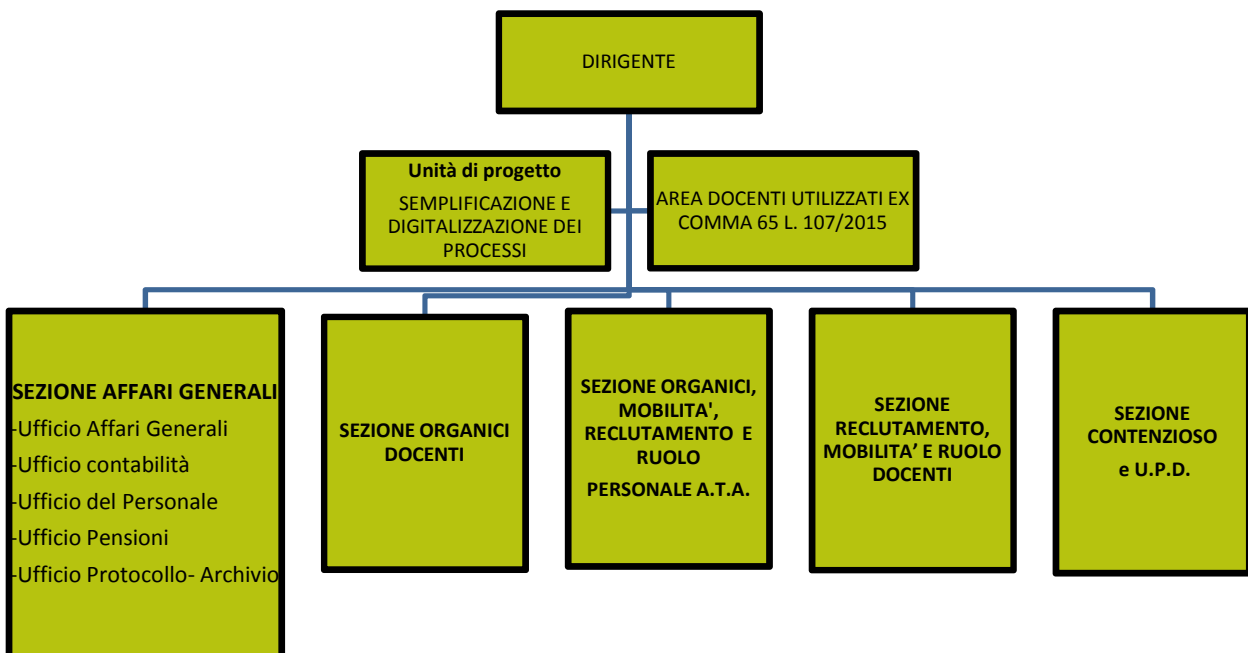 DIRIGENTE
Unità di progetto
SEMPLIFICAZIONE E
DIGITALIZZAZIONE DEI
PROCESSI
AREA DOCENTI UTILIZZATI EX
COMMA 65 L. 107/2015
SEZIONE AFFARI GENERALI
-Ufficio Affari Generali
-Ufficio contabilità
-Ufficio del Personale
-Ufficio Pensioni
-Ufficio Protocollo- Archivio
SEZIONE ORGANICI
DOCENTI
SEZIONE ORGANICI,
MOBILITA',
RECLUTAMENTO E
RUOLO
PERSONALE A.T.A.
SEZIONE
RECLUTAMENTO,
MOBILITA’ E RUOLO
DOCENTI
SEZIONE
CONTENZIOSO
e U.P.D.